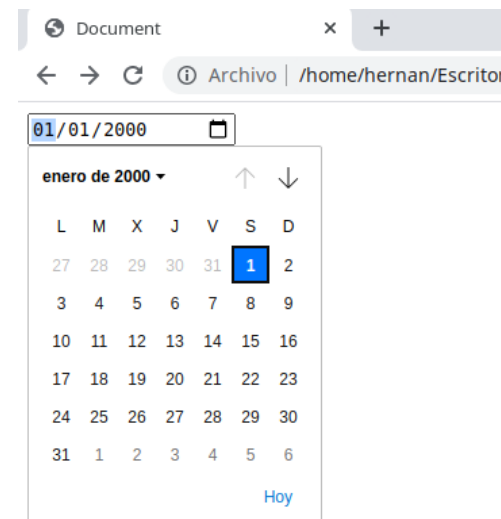 Document
Archivo | /home/hernan/Escritor
01/01/2000
enero de 2000
L M X J V S D
27 28 29 30 31 1 2
3 4 5 6 7 8 9
10 11 12 13 14 15 16
17 18 19 20 21 22 23
24 25 26 27 28 29 30
31 1 2 3 4 5 6
Hoy